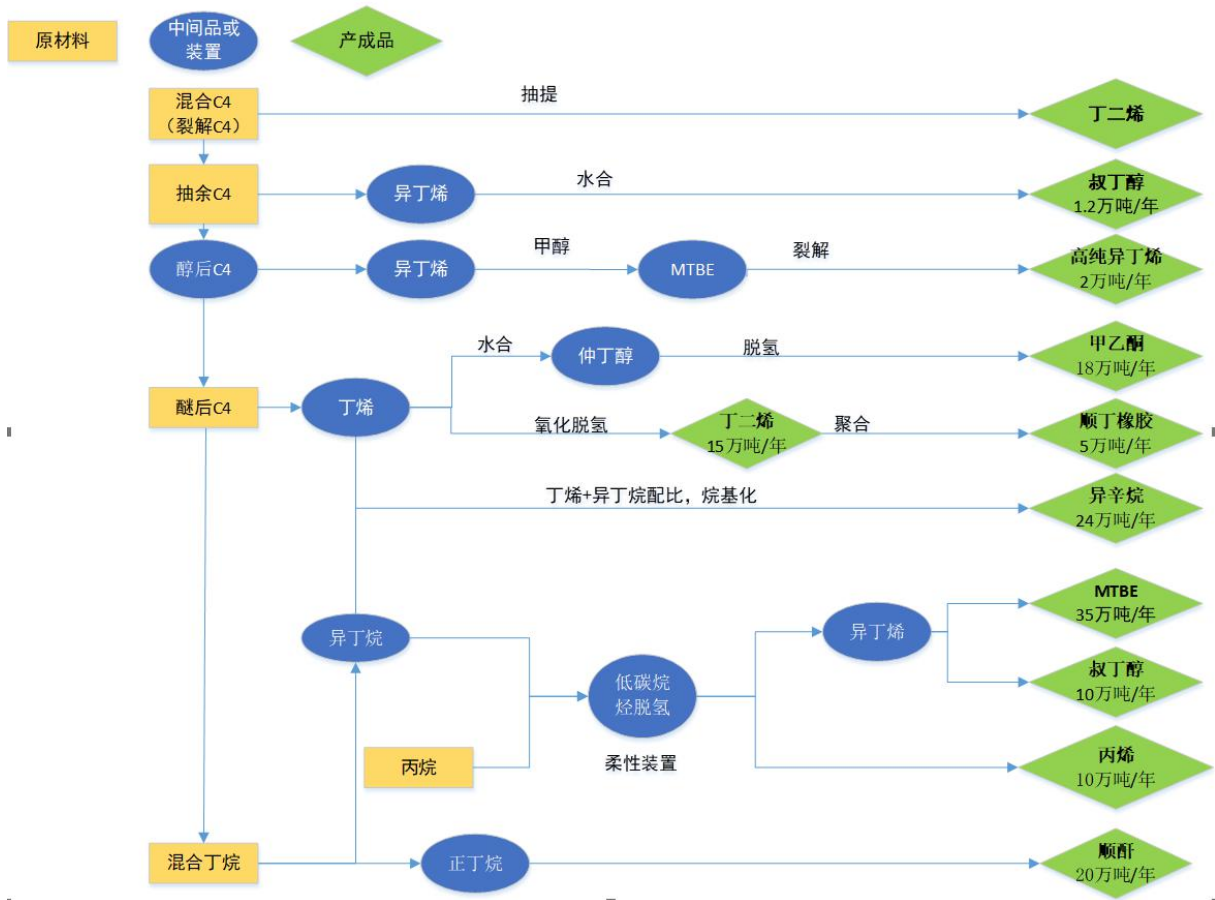 原材料
中间品或
装置
产成品
混合C4
（裂解C4）
抽提
丁二烯
抽余C4
异丁烯
水合
叔丁醇
1.2万吨/年
醇后C4
异丁烯
甲醇
MTBE
裂解
高纯异丁烯
2万吨/年
醚后C4
丁烯
水合
仲丁醇
脱氢
甲乙酮
18万吨/年
氧化脱氢
丁二烯
15万吨/年
聚合
顺丁橡胶
5万吨/年
丁烯+异丁烷配比，烷基化
异辛烷
24万吨/年
异丁烷
丙烷
低碳烷
烃脱氢
柔性装置
异丁烯
MTBE
35万吨/年
叔丁醇
10万吨/年
丙烯
10万吨/年
混合丁烷
正丁烷
顺酐
20万吨/年